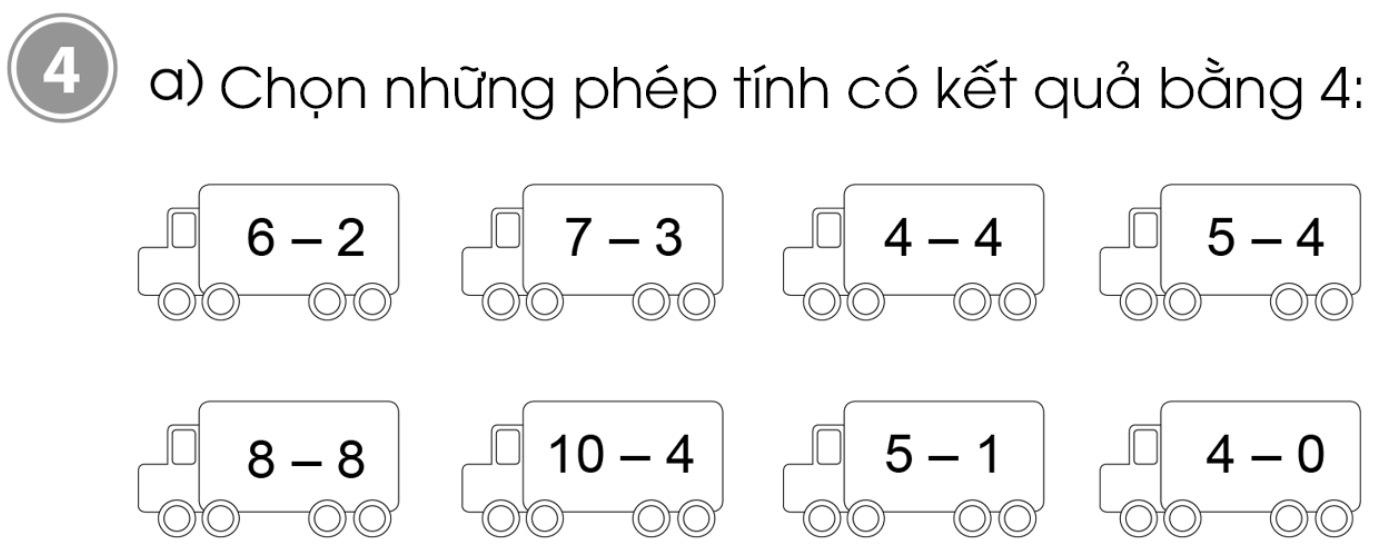 4 a) Chọn những phép tính có kết quả bằng 4:
6 – 2 7 – 3 4 – 4 5 – 4
8 – 8 10 – 4 5 – 1 4 – 0